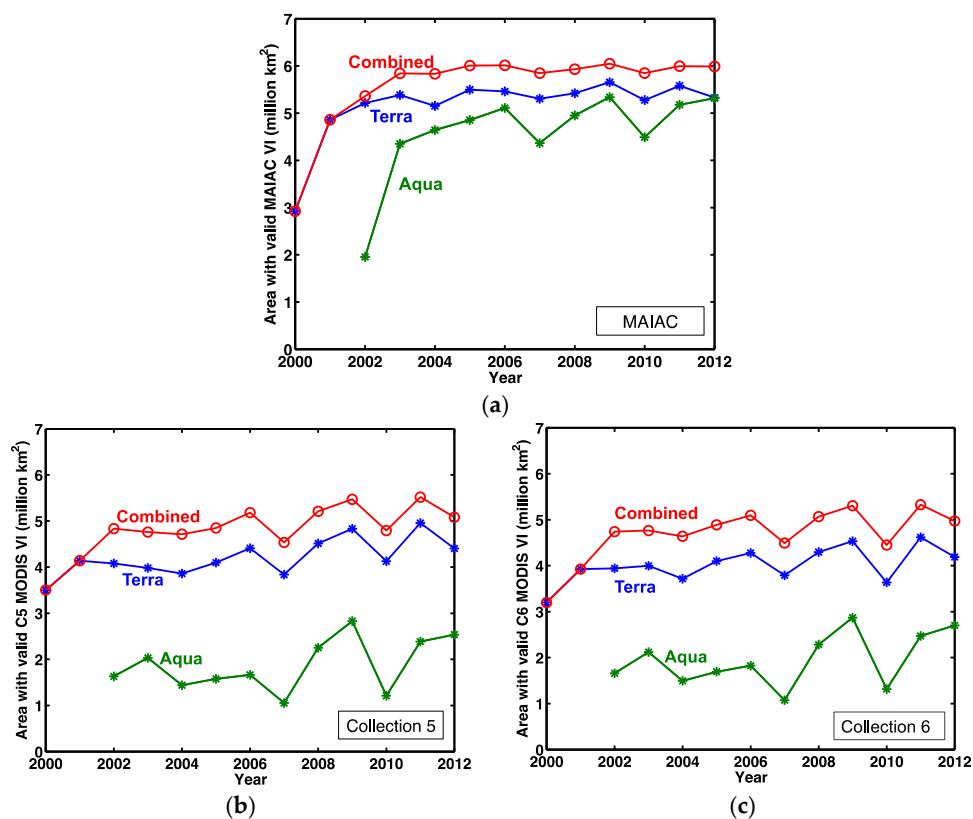 7
6
5
4
3
2
1
0
Area with valid MAIAC VI (million km²)
Combined
Terra
Aqua
MAIAC
2000 2002 2004 2006 2008 2010 2012
Year
(a)
7
6
5
4
3
2
1
0
Area with valid C5 MODIS VI (million km²)
Combined
Terra
Aqua
Collection 5
2000 2002 2004 2006 2008 2010 2012
Year
(b)
7
6
5
4
3
2
1
0
Area with valid C6 MODIS VI (million km²)
Combined
Terra
Aqua
Collection 6
2000 2002 2004 2006 2008 2010 2012
Year
(c)